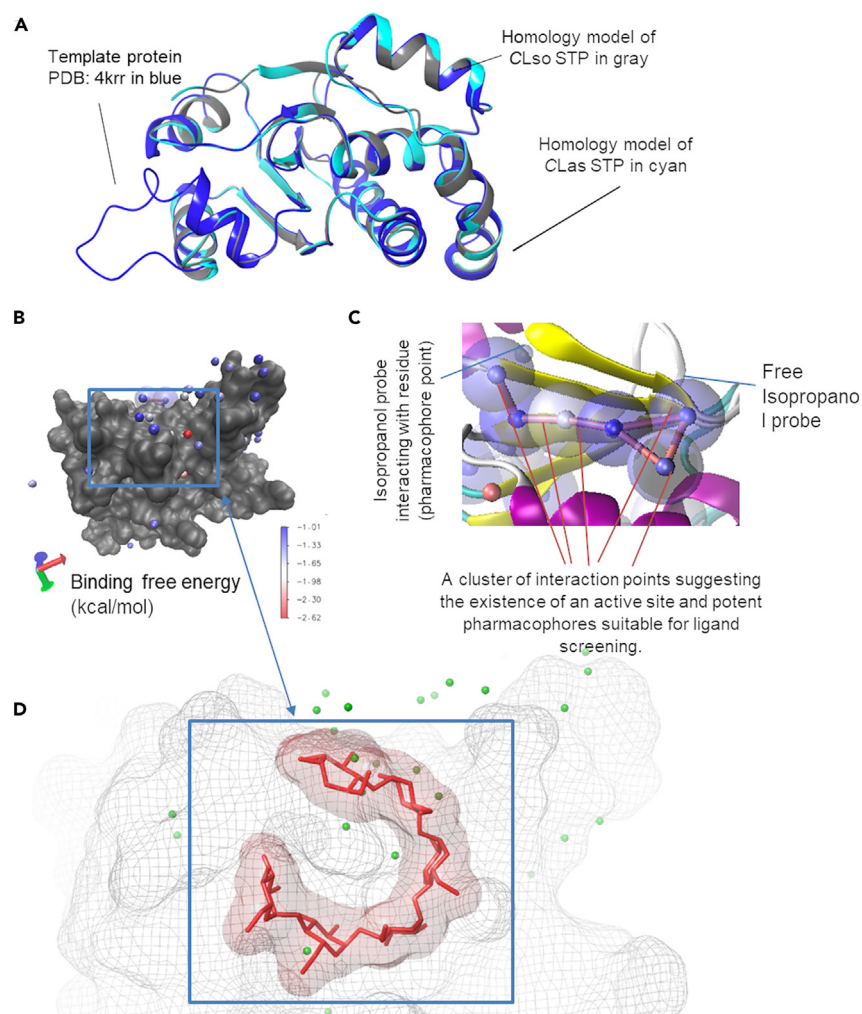 A
Template protein
PDB: 4krr in blue
Homology model of
CLso STP in gray
Homology model of
CLas STP in cyan
B
Binding free energy
(kcal/mol)
−1.01
−1.33
−1.65
−1.98
−2.30
−2.62
C
Isopropanol probe
interacting with residue
(pharmacophore point)
Free
Isopropano
l probe
A cluster of interaction points suggesting
the existence of an active site and potent
pharmacophores suitable for ligand
screening.
D